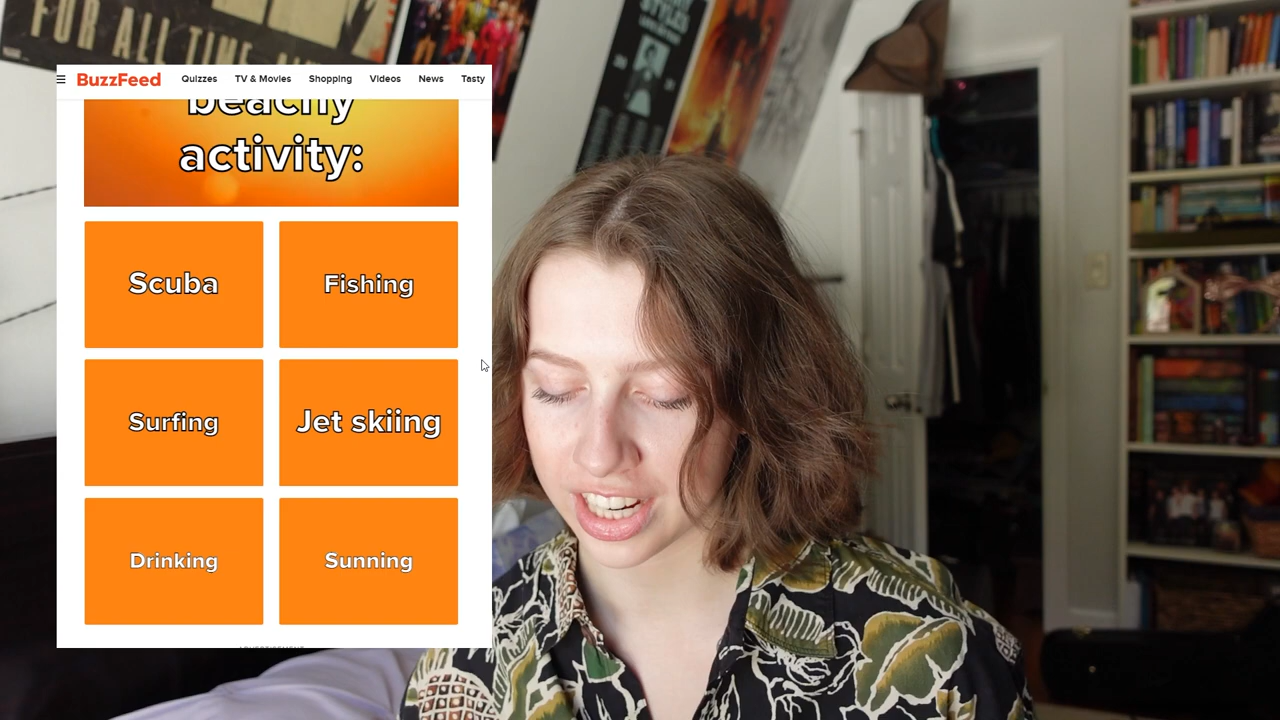 FOR ALL TIME.
STYLES
BuzzFeed Quizzes TV & Movies Shopping Videos News Tasty
beachy
activity:
Scuba
Fishing
Surfing
Jet skiing
Drinking
Sunning